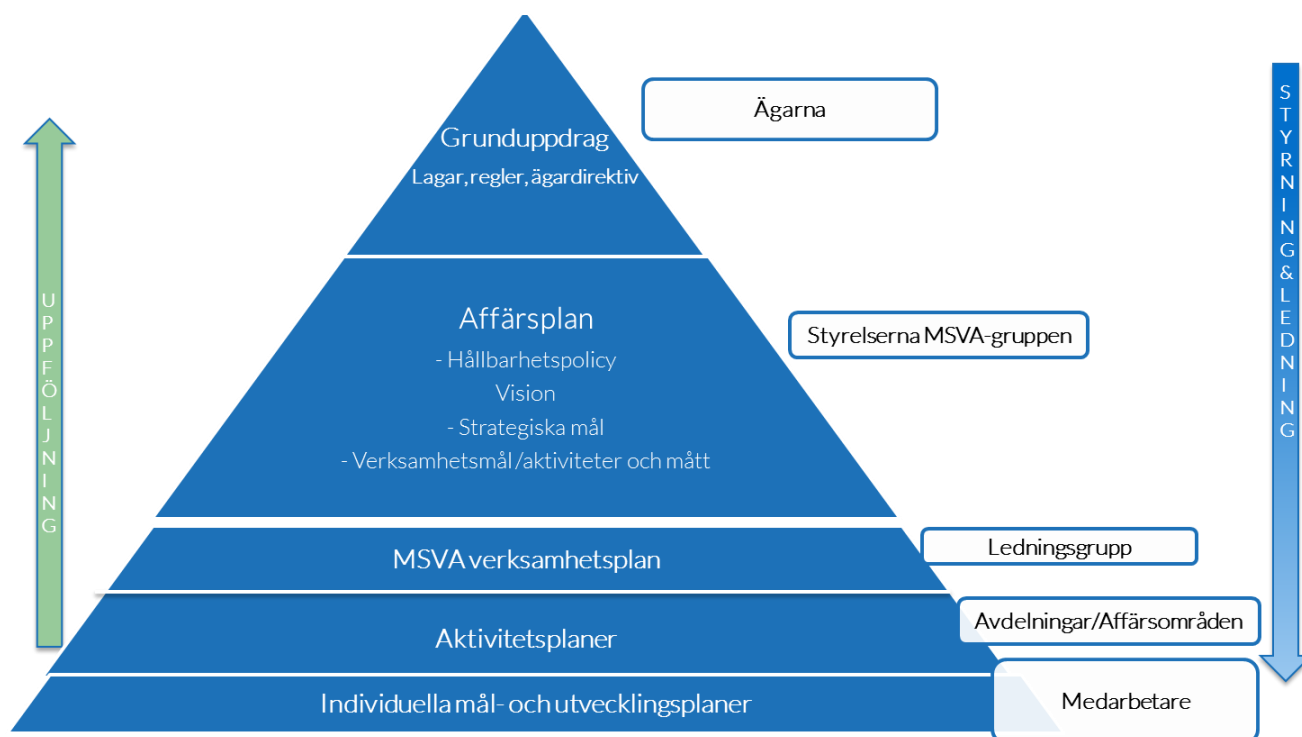 Grunduppdrag
Lagar, regler, ägardirektiv
Ägarna
Affärsplan
- Hållbarhetspolicy
Vision
- Strategiska mål
- Verksamhetsmål/aktiviteter och mått
Styrelserna MSVA-gruppen
MSVA verksamhetsplan
Ledningsgrupp
Aktivitetsplaner
Avdelningar/Affärsområden
Individuella mål- och utvecklingsplaner
Medarbetare
UPPFÖLJNING
STYRNING&LEDNING